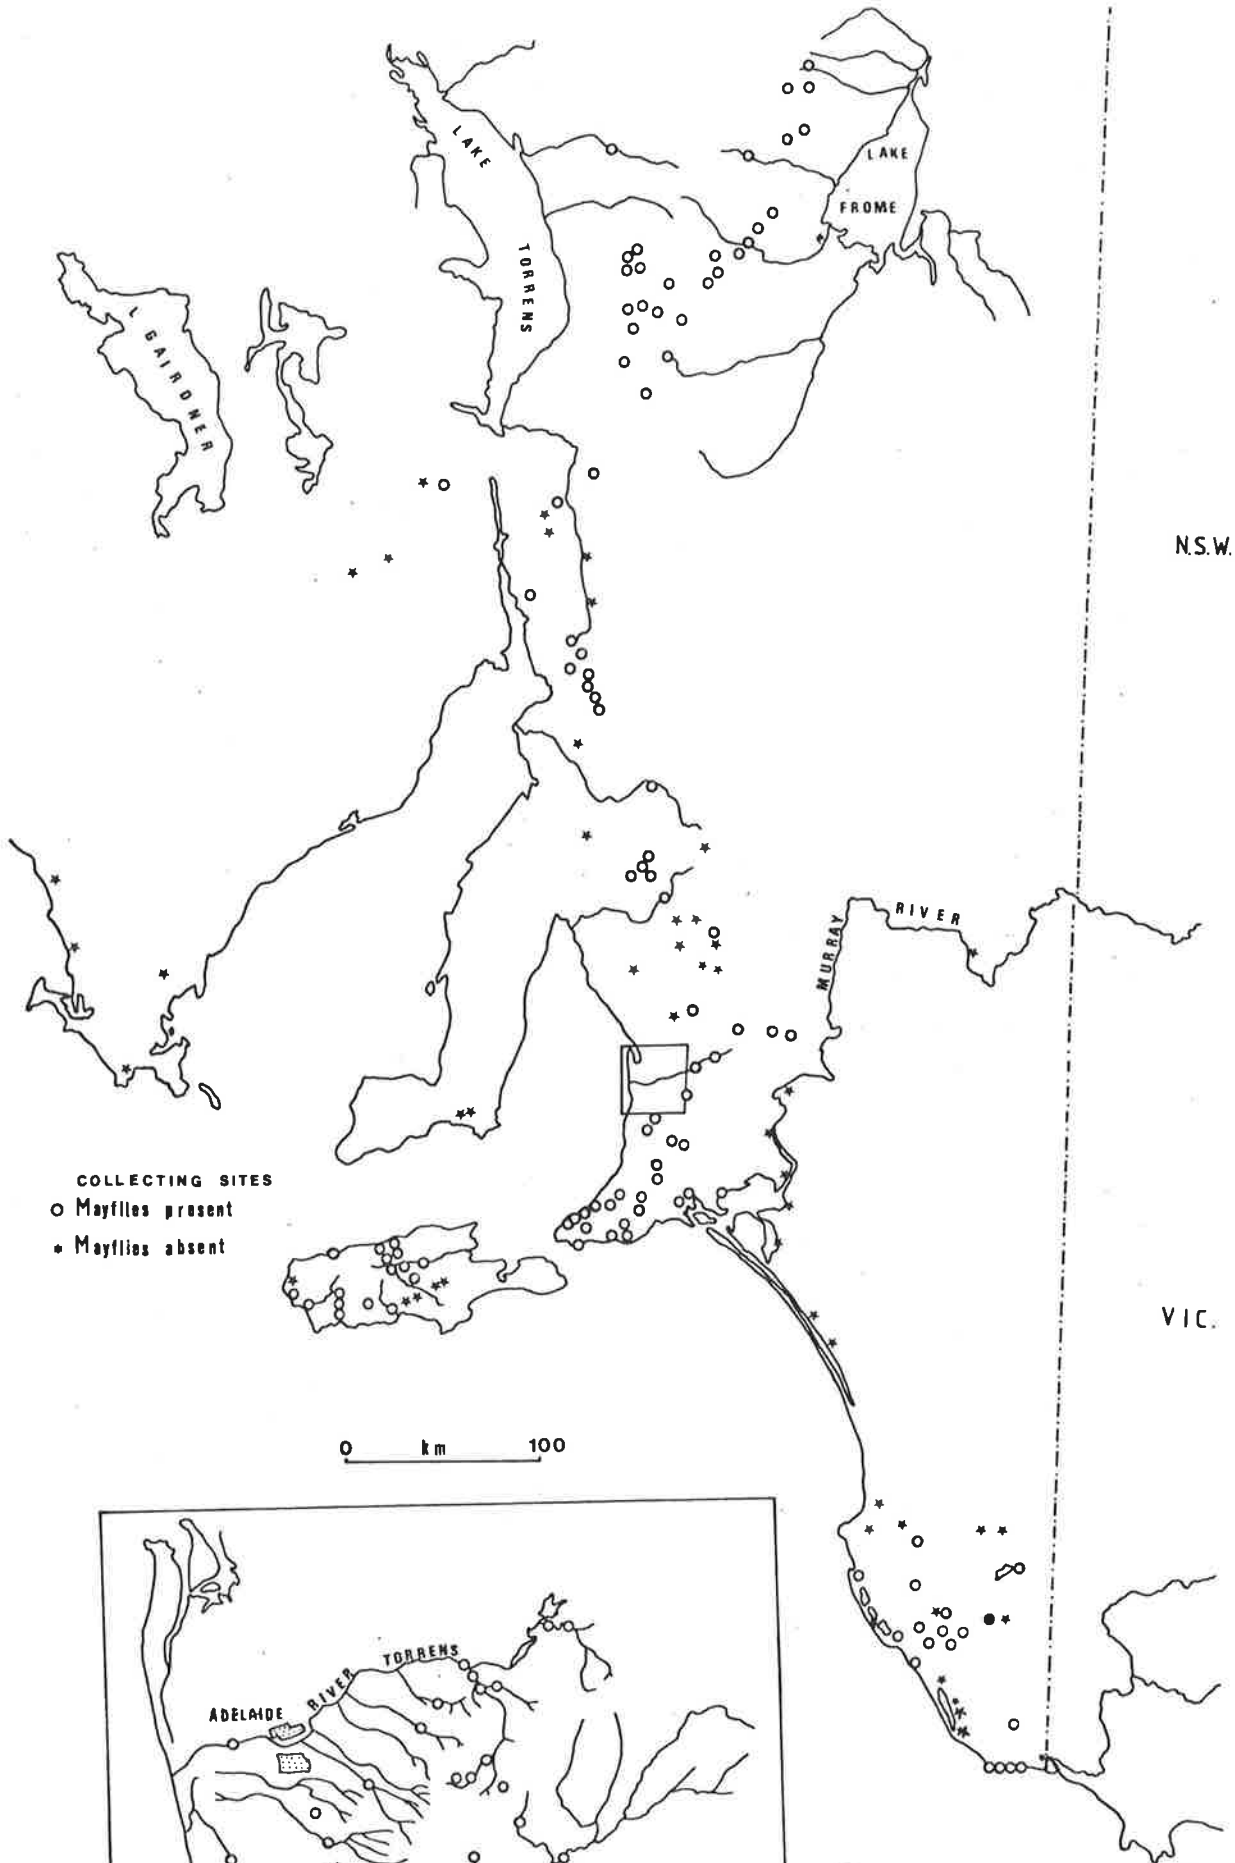 LAKE
TORRENS
LAKE
FROME
L GAIRDNER
N.S.W.
MURRAY
RIVER
COLLECTING SITES
Mayflies present
Mayflies absent
VIC.
0 km 100
ADELAIDE
RIVER
TORRENS